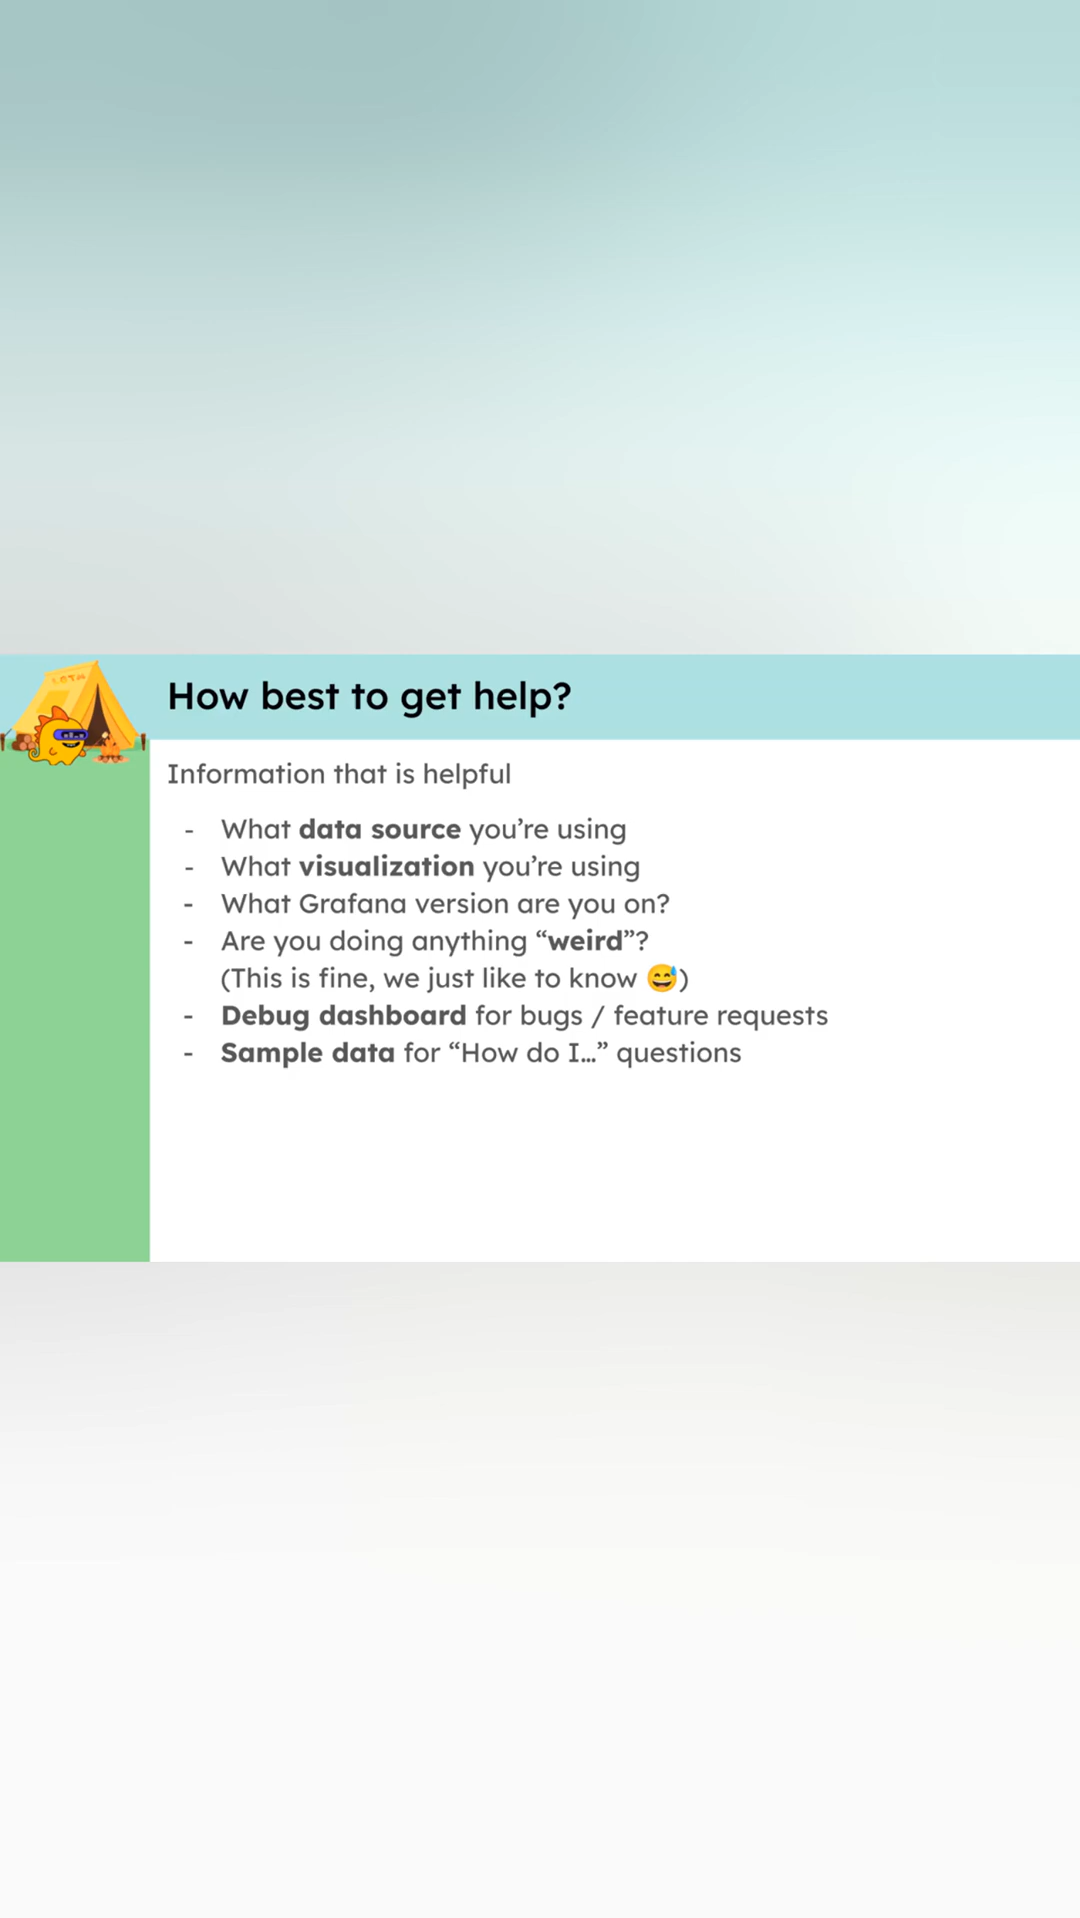 How best to get help?
Information that is helpful
- What data source you’re using
- What visualization you’re using
- What Grafana version are you on?
- Are you doing anything “weird”?
(This is fine, we just like to know 😅)
- Debug dashboard for bugs / feature requests
- Sample data for “How do I...” questions